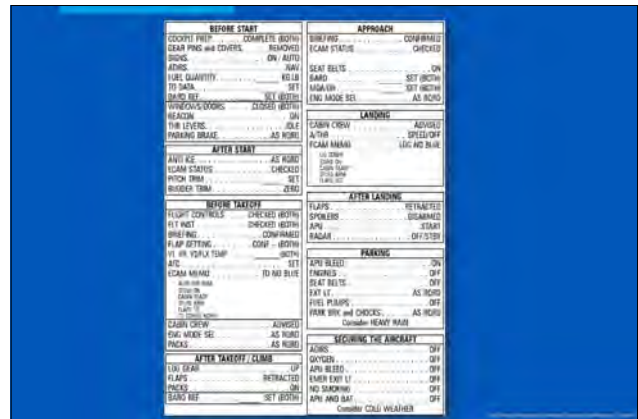 BEFORE START
COCKPIT PREP . . . . . COMPLETE (BOTH)
GEAR PINS and COVERS . . . . . REMOVED
SIGNS . . . . . ON / AUTO
ADIRS . . . . . NAV
FUEL QUANTITY . . . . . KG LB
TO DATA . . . . . SET
BARO REF . . . . . SET (BOTH)
WINDOWS/DOORS . . . . . CLOSED (BOTH)
BEACON . . . . . ON
THR LEVERS . . . . . IDLE
PARKING BRAKE . . . . . AS RQRD
AFTER START
ANTI ICE . . . . . AS RQRD
ECAM STATUS . . . . . CHECKED
PITCH TRIM . . . . . SET
RUDDER TRIM . . . . . ZERO
BEFORE TAKEOFF
FLIGHT CONTROLS . . . . . CHECKED (BOTH)
FLT INST . . . . . CHECKED (BOTH)
BRIEFING . . . . . CONFIRMED
FLAP SETTING . . . . . CONF (BOTH)
V1. VR. V2/FLX TEMP . . . . . (BOTH)
ATC . . . . . SET
ECAM MEMO . . . . . TO NO BLUE
CABIN CREW . . . . . ADVISED
ENG MODE SEL . . . . . AS RQRD
PACKS . . . . . AS RQRD
AFTER TAKEOFF / CLIMB
LDG GEAR . . . . . UP
FLAPS . . . . . RETRACTED
PACKS . . . . . ON
BARO REF . . . . . SET (BOTH)
APPROACH
BRIEFING . . . . . CONFIRMED
ECAM STATUS . . . . . CHECKED
SEAT BELTS . . . . . ON
BARO . . . . . SET (BOTH)
MDA/DH . . . . . SET (BOTH)
ENG MODE SEL . . . . . AS RQRD
LANDING
CABIN CREW . . . . . ADVISED
A/THR . . . . . SPEED/OFF
ECAM MEMO . . . . . LDG NO BLUE
AFTER LANDING
FLAPS . . . . . RETRACTED
SPOILERS . . . . . DISARMED
APU . . . . . START
RADAR . . . . . OFF/STBY
PARKING
APU BLEED . . . . . ON
ENGINES . . . . . OFF
SEAT BELTS . . . . . OFF
EXT LT . . . . . AS RQRD
FUEL PUMPS . . . . . OFF
PARK BRK and CHOCKS . . . . . AS RQRD
Consider HEAVY RAIN
SECURING THE AIRCRAFT
ADIRS . . . . . OFF
OXYGEN . . . . . OFF
APU BLEED . . . . . OFF
EMER EXIT LT . . . . . OFF
NO SMOKING . . . . . OFF
APU AND BAT . . . . . OFF
Consider COLD WEATHER